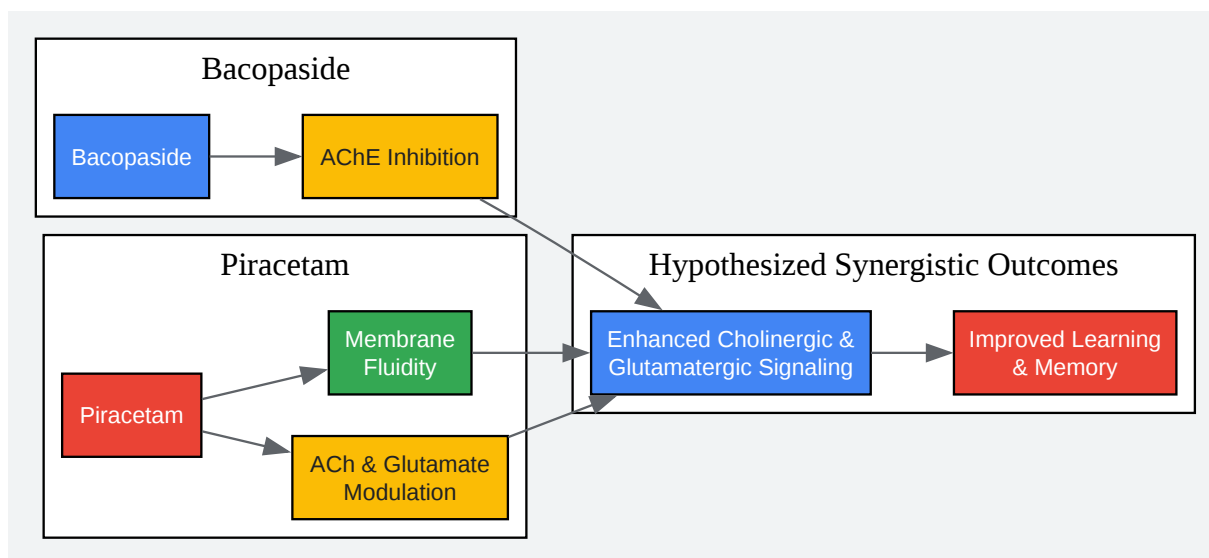 Bacopaside
Bacopaside
AChE Inhibition
Piracetam
Piracetam
Membrane
Fluidity
ACh & Glutamate
Modulation
Hypothesized Synergistic Outcomes
Enhanced Cholinergic &
Glutamatergic Signaling
Improved Learning
& Memory